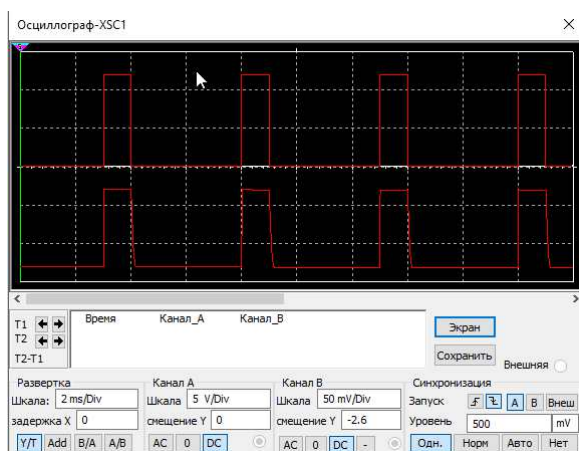 Осциллограф-XSC1
T1
T2
T2-T1
Время Канал_A Канал_B
Экран
Сохранить
Внешняя
Развертка
Шкала: 2 ms/Div
задержка X 0
Y/T Add B/A A/B
Канал A
Шкала 5 V/Div
смещение Y 0
AC 0 DC
Канал B
Шкала 50 mV/Div
смещение Y -2.6
AC 0 DC -
Синхронизация
Запуск A B Внеш
Уровень 500 mV
Одн. Норм Авто Нет